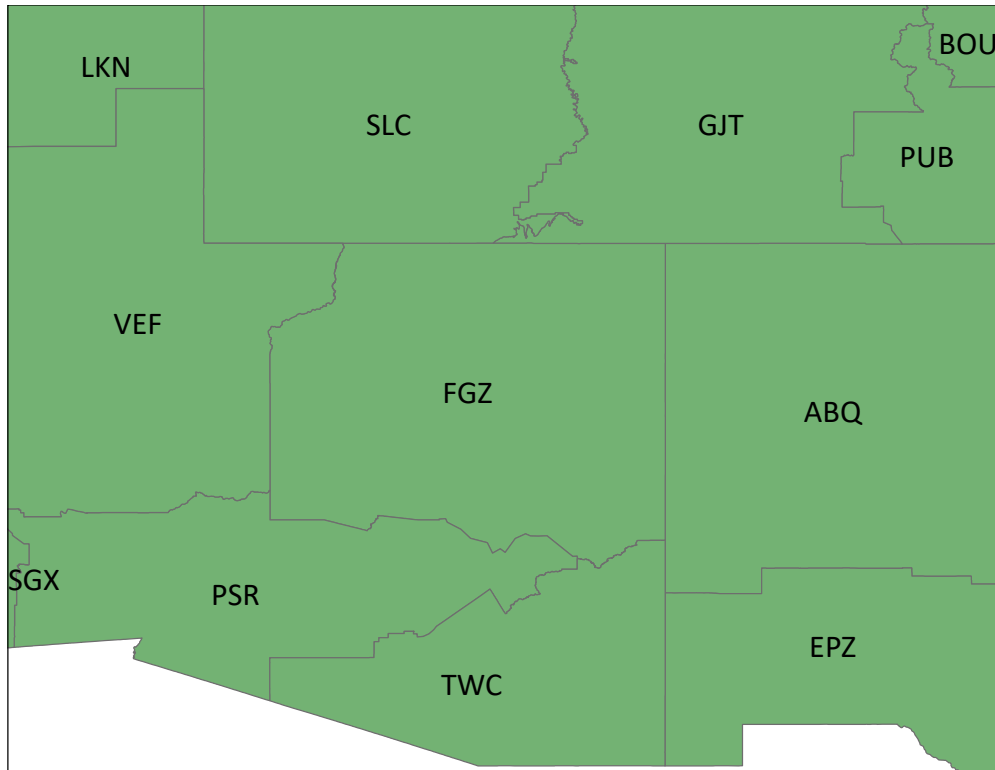 BOU
LKN
SLC
GJT
PUB
VEF
FGZ
ABQ
SGX
PSR
EPZ
TWC